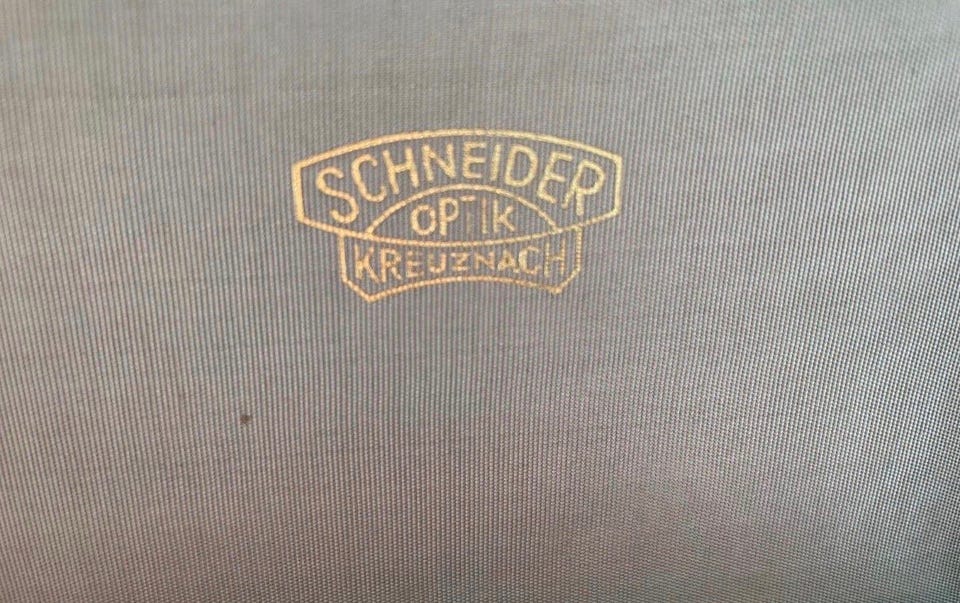 SCHNEIDER
OPTIK
KREUZNACH